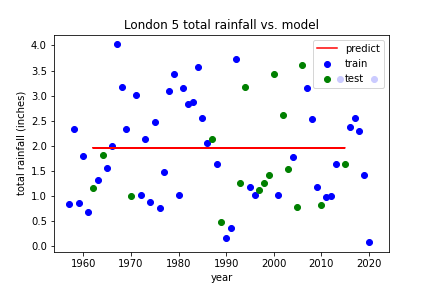 London 5 total rainfall vs. model
total rainfall (inches)
4.0
3.5
3.0
2.5
2.0
1.5
1.0
0.5
0.0
predict
train
test
1960 1970 1980 1990 2000 2010 2020
year